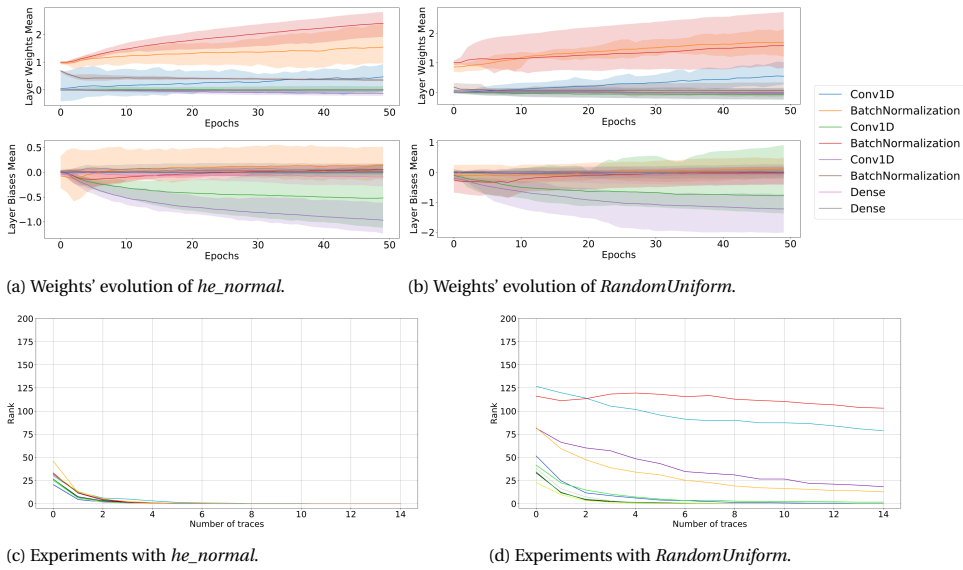 Layer Weights Mean
2
1
0
0 10 20 30 40 50
Epochs
Layer Biases Mean
0.5
0.0
−0.5
−1.0
0 10 20 30 40 50
Epochs
(a) Weights’ evolution of he_normal.
Layer Weights Mean
2
1
0
0 10 20 30 40 50
Epochs
Layer Biases Mean
1
0
−1
−2
0 10 20 30 40 50
Epochs
(b) Weights’ evolution of RandomUniform.
Conv1D
BatchNormalization
Conv1D
BatchNormalization
Conv1D
BatchNormalization
Dense
Dense
Rank
200
175
150
125
100
75
50
25
0
0 2 4 6 8 10 12 14
Number of traces
(c) Experiments with he_normal.
Rank
200
175
150
125
100
75
50
25
0
0 2 4 6 8 10 12 14
Number of traces
(d) Experiments with RandomUniform.